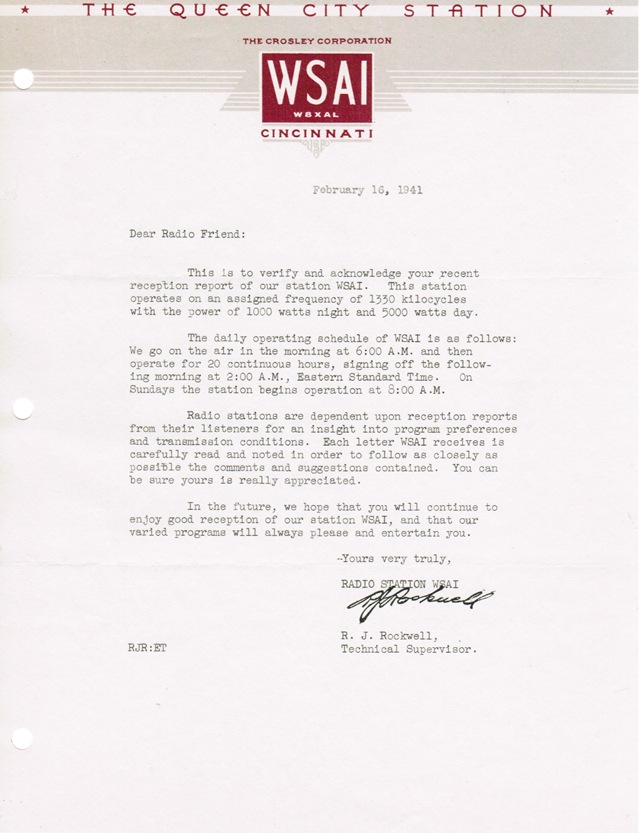 ★ THE QUEEN CITY STATION ★
THE CROSLEY CORPORATION
WSAI
W8XAL
CINCINNATI
February 16, 1941
Dear Radio Friend:
This is to verify and acknowledge your recent
reception report of our station WSAI. This station
operates on an assigned frequency of 1330 kilocycles
with the power of 1000 watts night and 5000 watts day.
The daily operating schedule of WSAI is as follows:
We go on the air in the morning at 6:00 A.M. and then
operate for 20 continuous hours, signing off the follow-
ing morning at 2:00 A.M., Eastern Standard Time. On
Sundays the station begins operation at 8:00 A.M.
Radio stations are dependent upon reception reports
from their listeners for an insight into program preferences
and transmission conditions. Each letter WSAI receives is
carefully read and noted in order to follow as closely as
possible the comments and suggestions contained. You can
be sure yours is really appreciated.
In the future, we hope that you will continue to
enjoy good reception of our station WSAI, and that our
varied programs will always please and entertain you.
-Yours very truly,
RADIO STATION WSAI
RJ Rockwell
R. J. Rockwell,
RJR:ET Technical Supervisor.